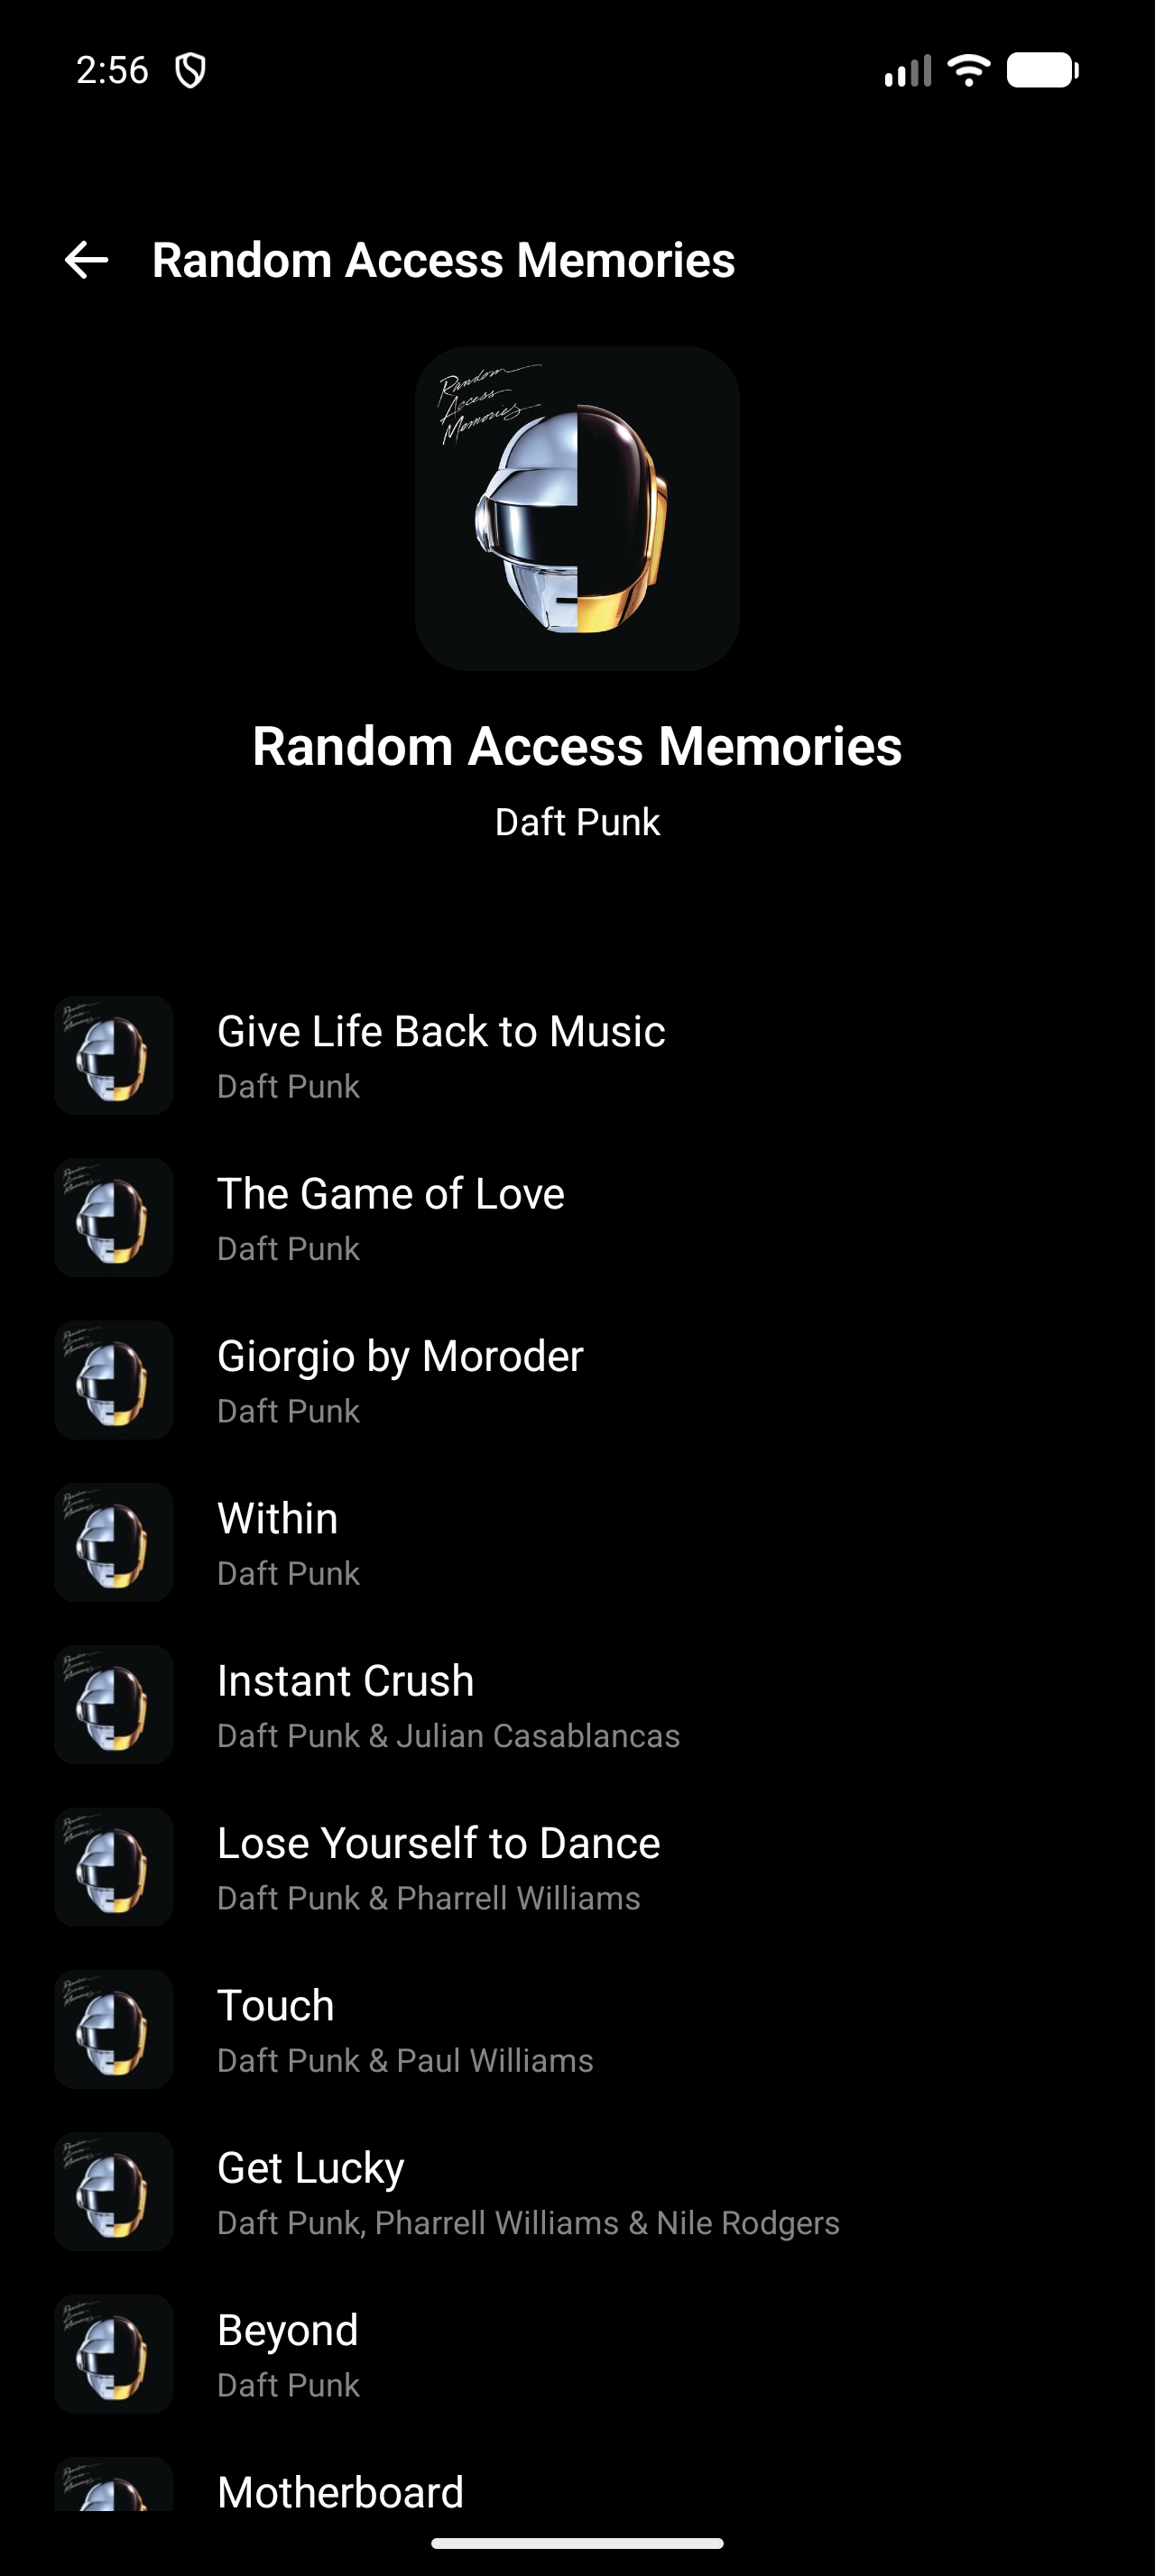 2:56
Random Access Memories
Random
Access
Memories
Random Access Memories
Daft Punk
Give Life Back to Music
Daft Punk
The Game of Love
Daft Punk
Giorgio by Moroder
Daft Punk
Within
Daft Punk
Instant Crush
Daft Punk & Julian Casablancas
Lose Yourself to Dance
Daft Punk & Pharrell Williams
Touch
Daft Punk & Paul Williams
Get Lucky
Daft Punk, Pharrell Williams & Nile Rodgers
Beyond
Daft Punk
Motherboard